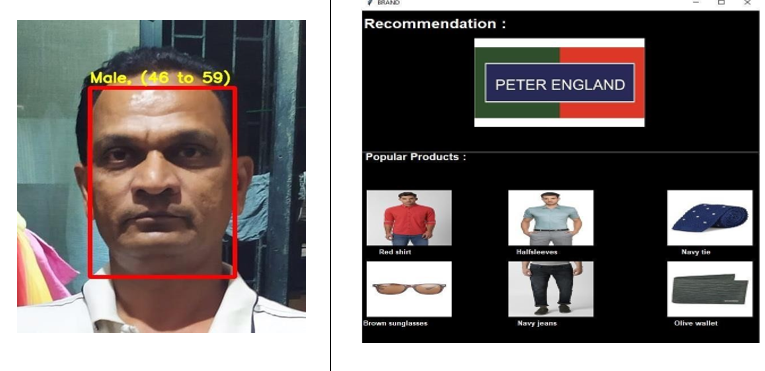 Male, (46 to 59)
BRAND
Recommendation :
PETER ENGLAND
Popular Products :
Red shirt
Halfsleeves
Navy tie
Brown sunglasses
Navy jeans
Olive wallet